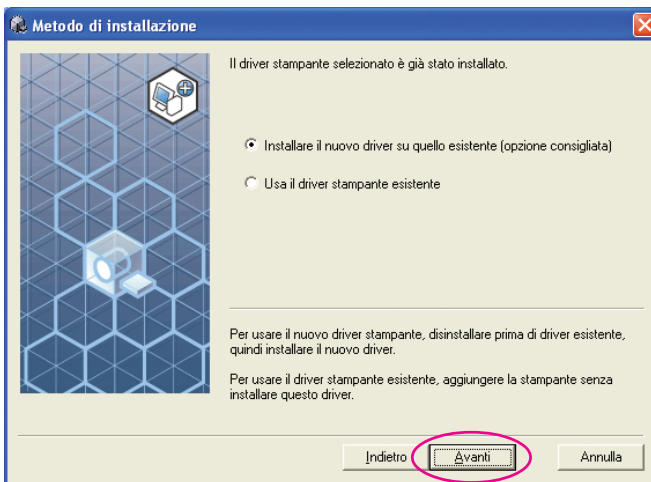 Metodo di installazione
Il driver stampante selezionato è già stato installato.
Installare il nuovo driver su quello esistente (opzione consigliata)
Usa il driver stampante esistente
Per usare il nuovo driver stampante, disinstallare prima di driver esistente,
quindi installare il nuovo driver.
Per usare il driver stampante esistente, aggiungere la stampante senza
installare questo driver.
Indietro
Avanti
Annulla